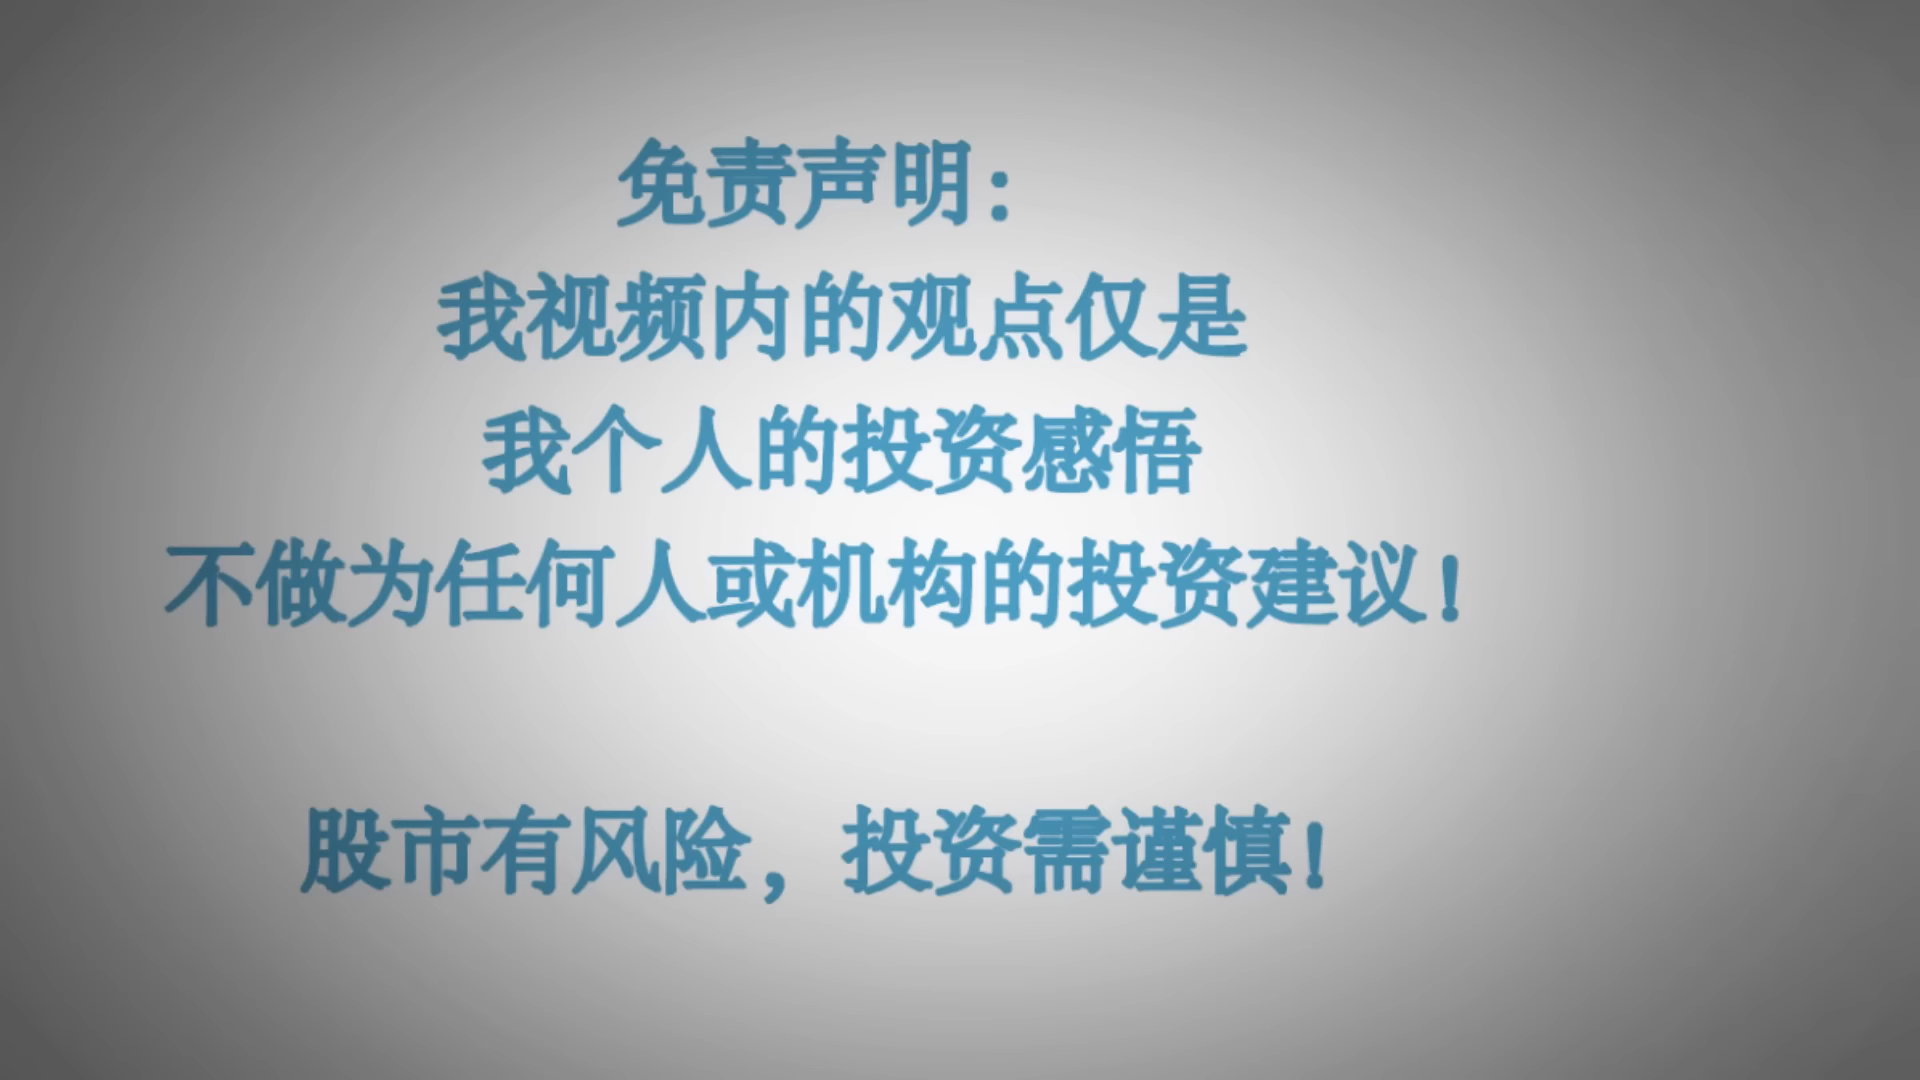 免责声明：
我视频内的观点仅是
我个人的投资感悟
不做为任何人或机构的投资建议！
股市有风险，投资需谨慎！